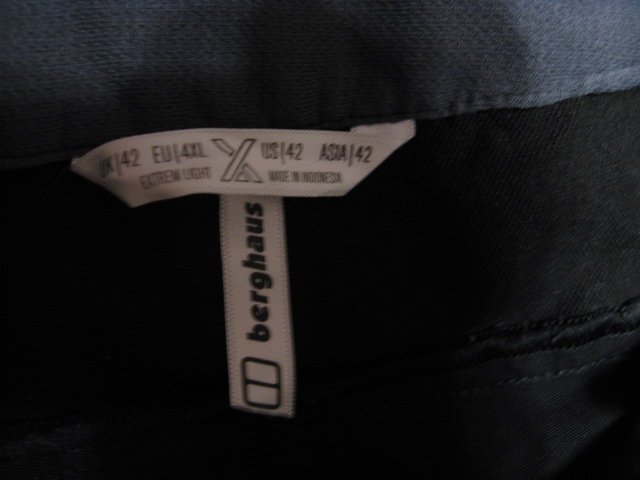 UK|42 EU|4XL X US|42 ASIA|42
EXTREM LIGHT MADE IN INDONESIA
berghaus